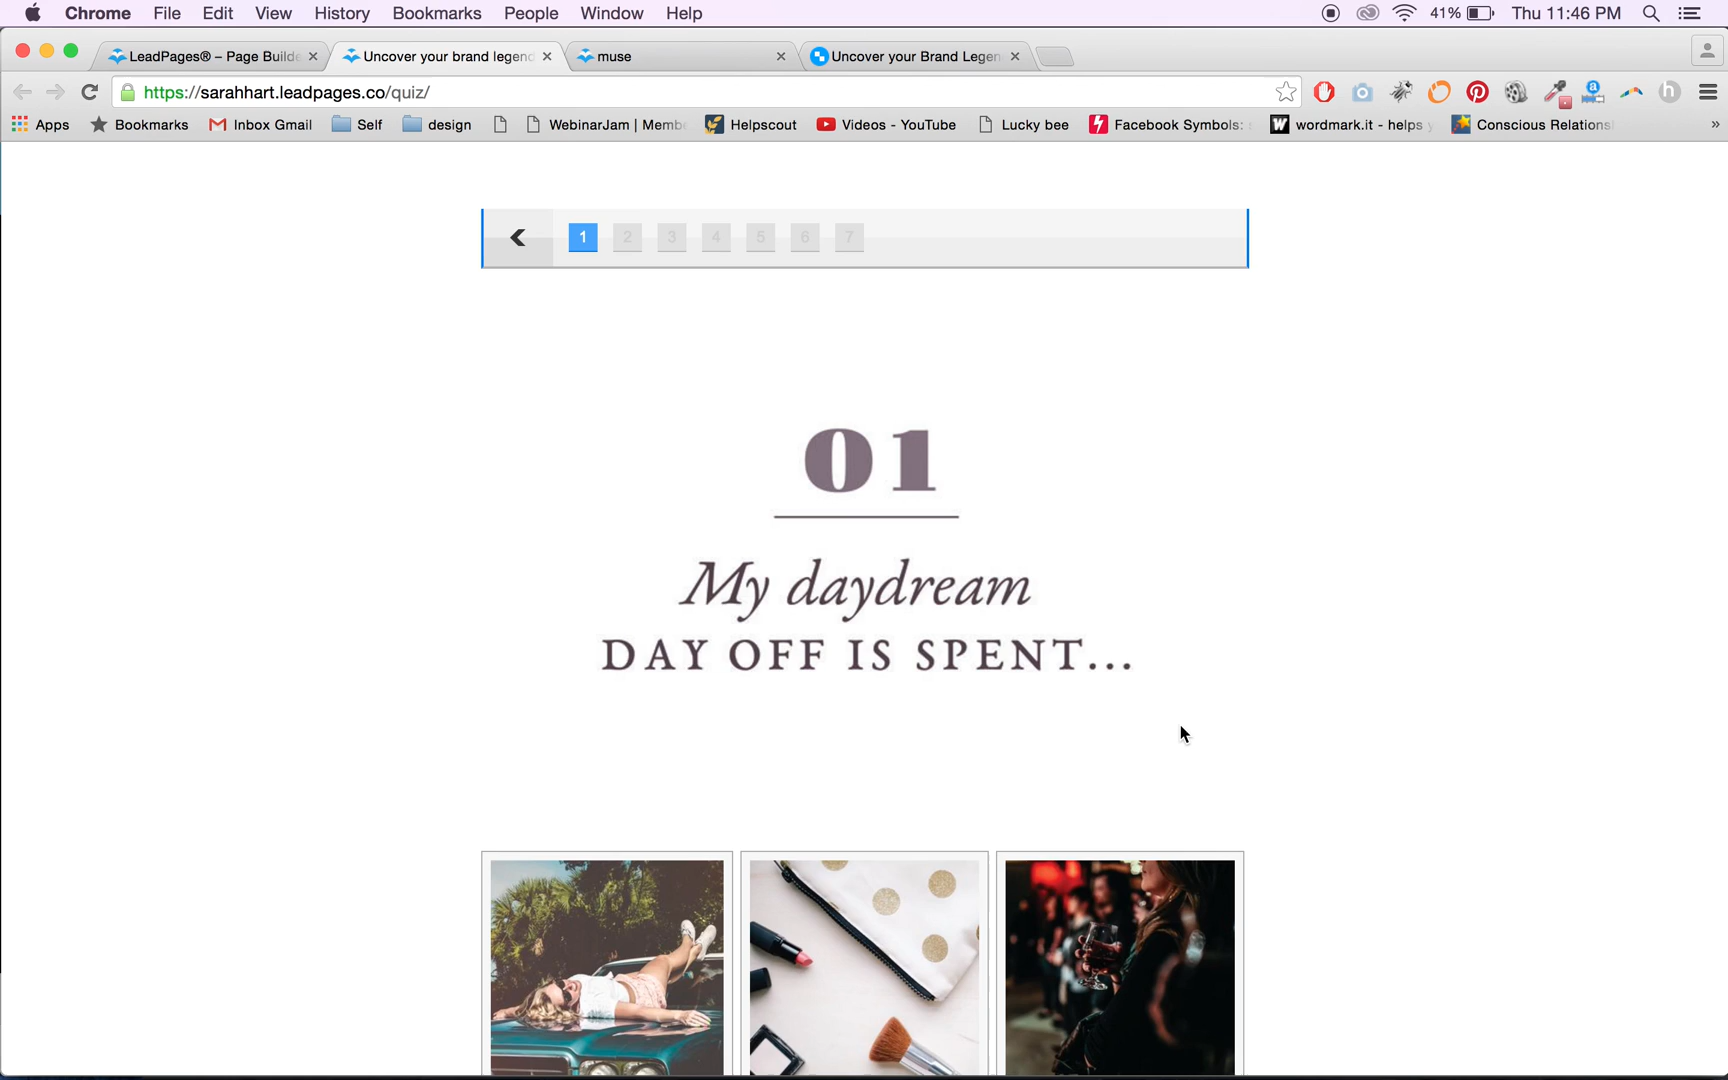 Chrome File Edit View History Bookmarks People Window Help 41% Thu 11:46 PM
LeadPages® – Page Builde Uncover your brand legend muse Uncover your Brand Legen
https://sarahhart.leadpages.co/quiz/
Apps Bookmarks Inbox Gmail Self design WebinarJam | Membe Helpscout Videos - YouTube Lucky bee Facebook Symbols: wordmark.it - helps y Conscious Relations »
1 2 3 4 5 6 7
01
My daydream
DAY OFF IS SPENT...